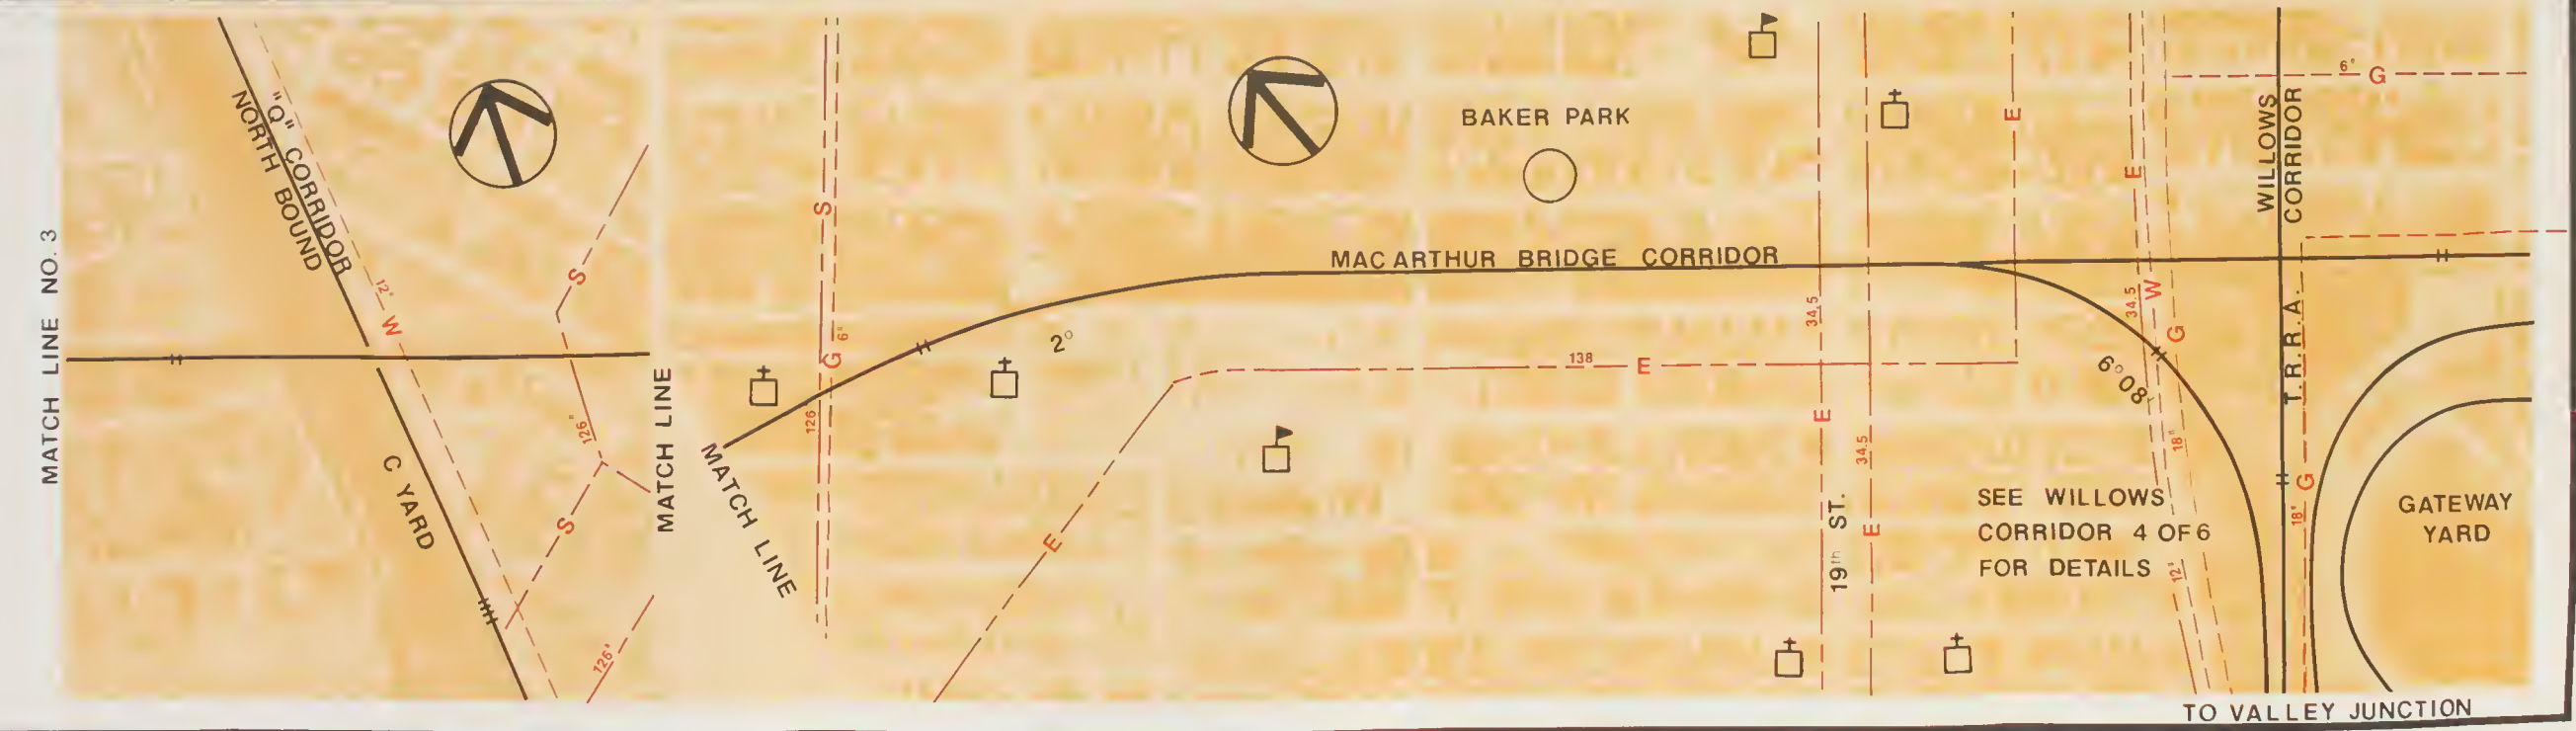 MATCH LINE NO. 3
"Q" CORRIDOR
NORTH BOUND
12"
W
C YARD
S
126"
S
126"
MATCH LINE
MATCH LINE
S
G
6"
126
2°
E
BAKER PARK
MAC ARTHUR BRIDGE CORRIDOR
138
E
34.5
E
19th ST.
34.5
E
E
E
34.5
W
G
6°08'
18"
12"
SEE WILLOWS
CORRIDOR 4 OF 6
FOR DETAILS
WILLOWS
CORRIDOR
T.R.R.A.
6"
G
G
18"
GATEWAY
YARD
TO VALLEY JUNCTION